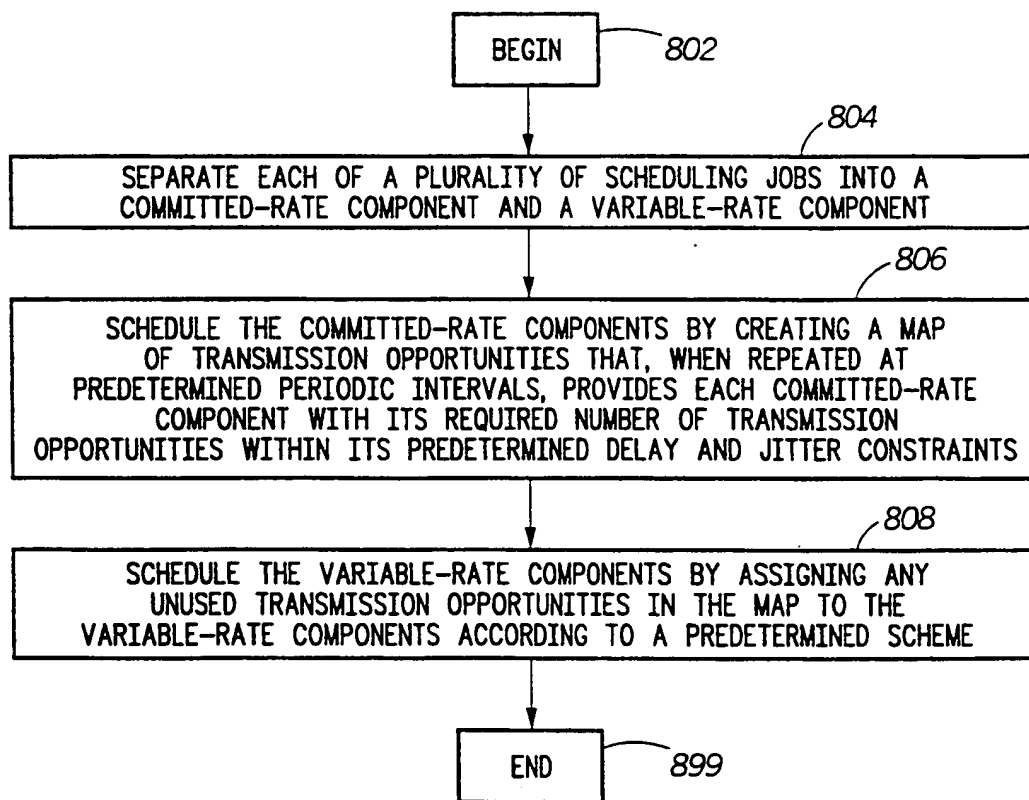 BEGIN
802
804
SEPARATE EACH OF A PLURALITY OF SCHEDULING JOBS INTO A
COMMITTED-RATE COMPONENT AND A VARIABLE-RATE COMPONENT
806
SCHEDULE THE COMMITTED-RATE COMPONENTS BY CREATING A MAP
OF TRANSMISSION OPPORTUNITIES THAT, WHEN REPEATED AT
PREDETERMINED PERIODIC INTERVALS, PROVIDES EACH COMMITTED-RATE
COMPONENT WITH ITS REQUIRED NUMBER OF TRANSMISSION
OPPORTUNITIES WITHIN ITS PREDETERMINED DELAY AND JITTER CONSTRAINTS
808
SCHEDULE THE VARIABLE-RATE COMPONENTS BY ASSIGNING ANY
UNUSED TRANSMISSION OPPORTUNITIES IN THE MAP TO THE
VARIABLE-RATE COMPONENTS ACCORDING TO A PREDETERMINED SCHEME
END
899